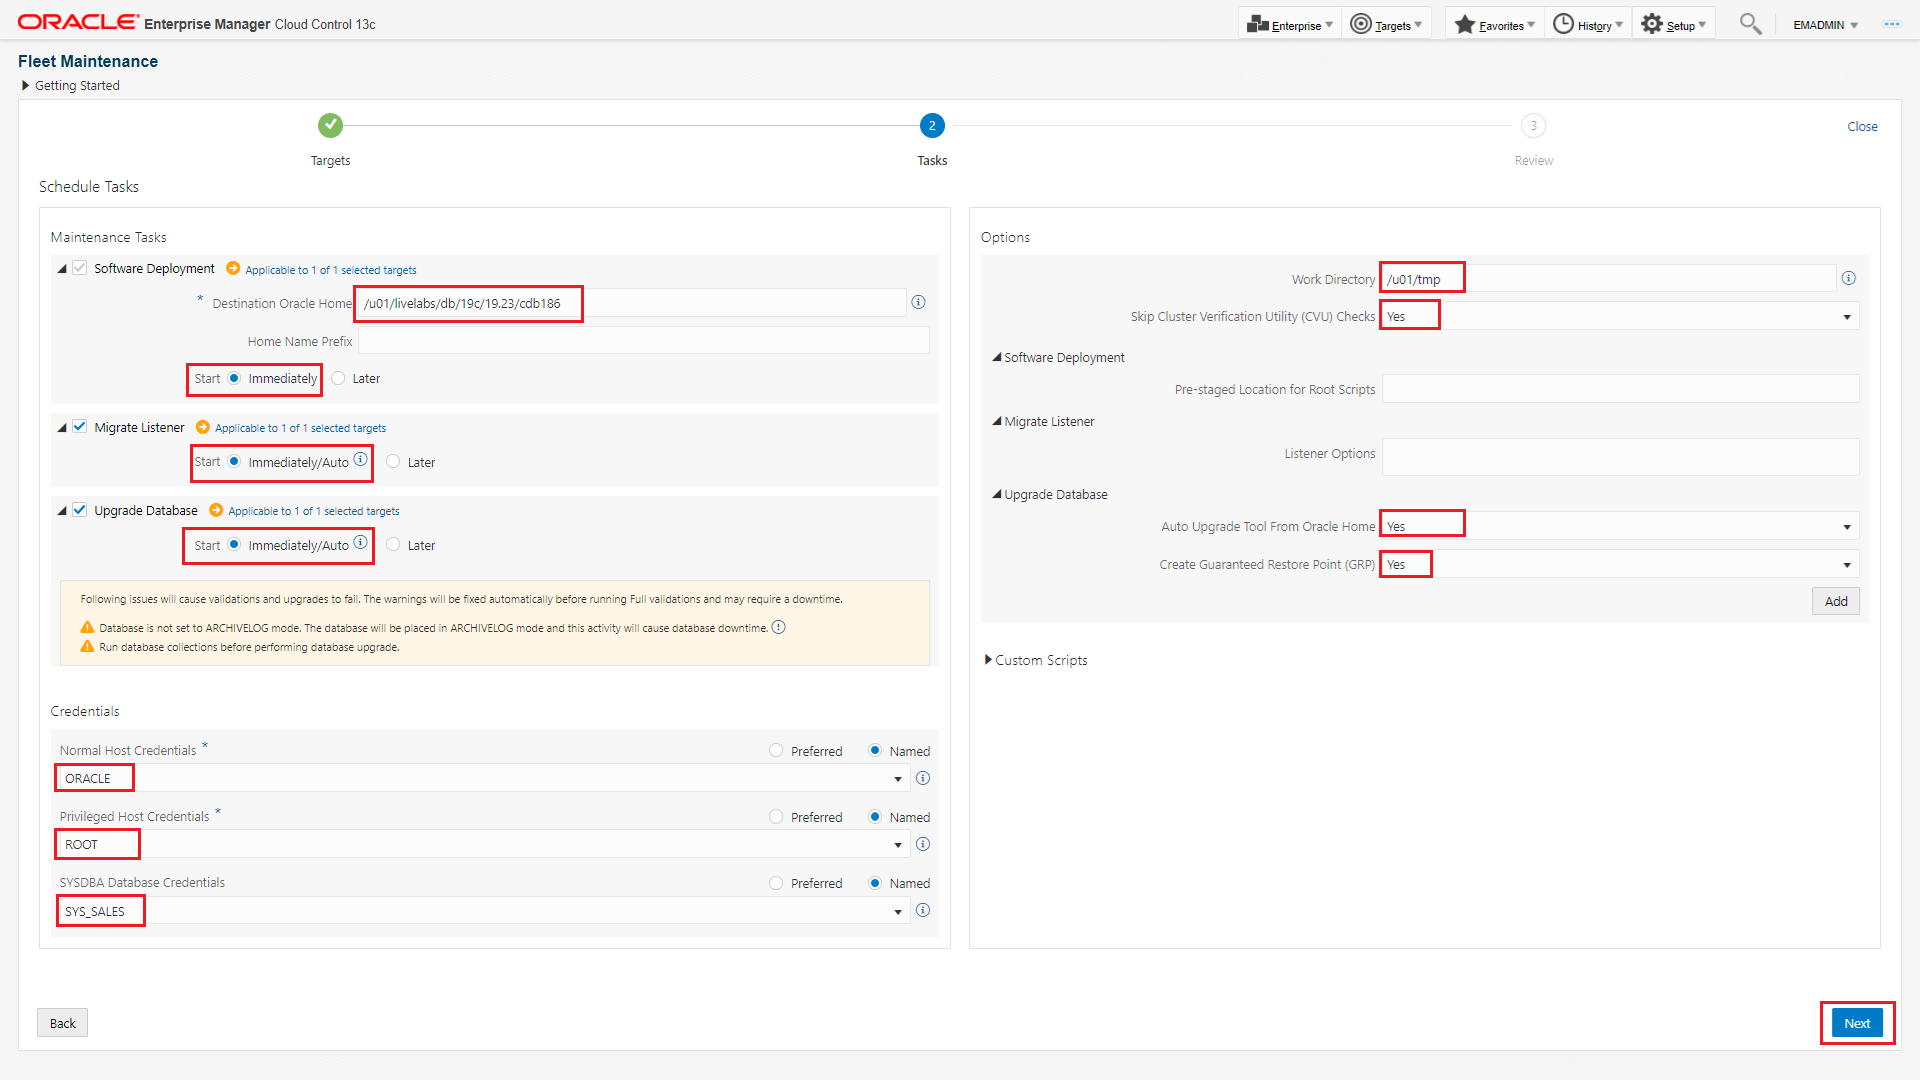 ORACLE Enterprise Manager Cloud Control 13c
Enterprise
Targets
Favorites
History
Setup
EMADMIN
Fleet Maintenance
Getting Started
2
3
Close
Targets
Tasks
Review
Schedule Tasks
Maintenance Tasks
Software Deployment Applicable to 1 of 1 selected targets
* Destination Oracle Home /u01/livelabs/db/19c/19.23/cdb186
Home Name Prefix
Start Immediately Later
Migrate Listener Applicable to 1 of 1 selected targets
Start Immediately/Auto Later
Upgrade Database Applicable to 1 of 1 selected targets
Start Immediately/Auto Later
Following issues will cause validations and upgrades to fail. The warnings will be fixed automatically before running Full validations and may require a downtime.
Database is not set to ARCHIVELOG mode. The database will be placed in ARCHIVELOG mode and this activity will cause database downtime.
Run database collections before performing database upgrade.
Credentials
Normal Host Credentials * Preferred Named
ORACLE
Privileged Host Credentials * Preferred Named
ROOT
SYSDBA Database Credentials Preferred Named
SYS_SALES
Options
Work Directory /u01/tmp
Skip Cluster Verification Utility (CVU) Checks Yes
Software Deployment
Pre-staged Location for Root Scripts
Migrate Listener
Listener Options
Upgrade Database
Auto Upgrade Tool From Oracle Home Yes
Create Guaranteed Restore Point (GRP) Yes
Add
Custom Scripts
Back
Next